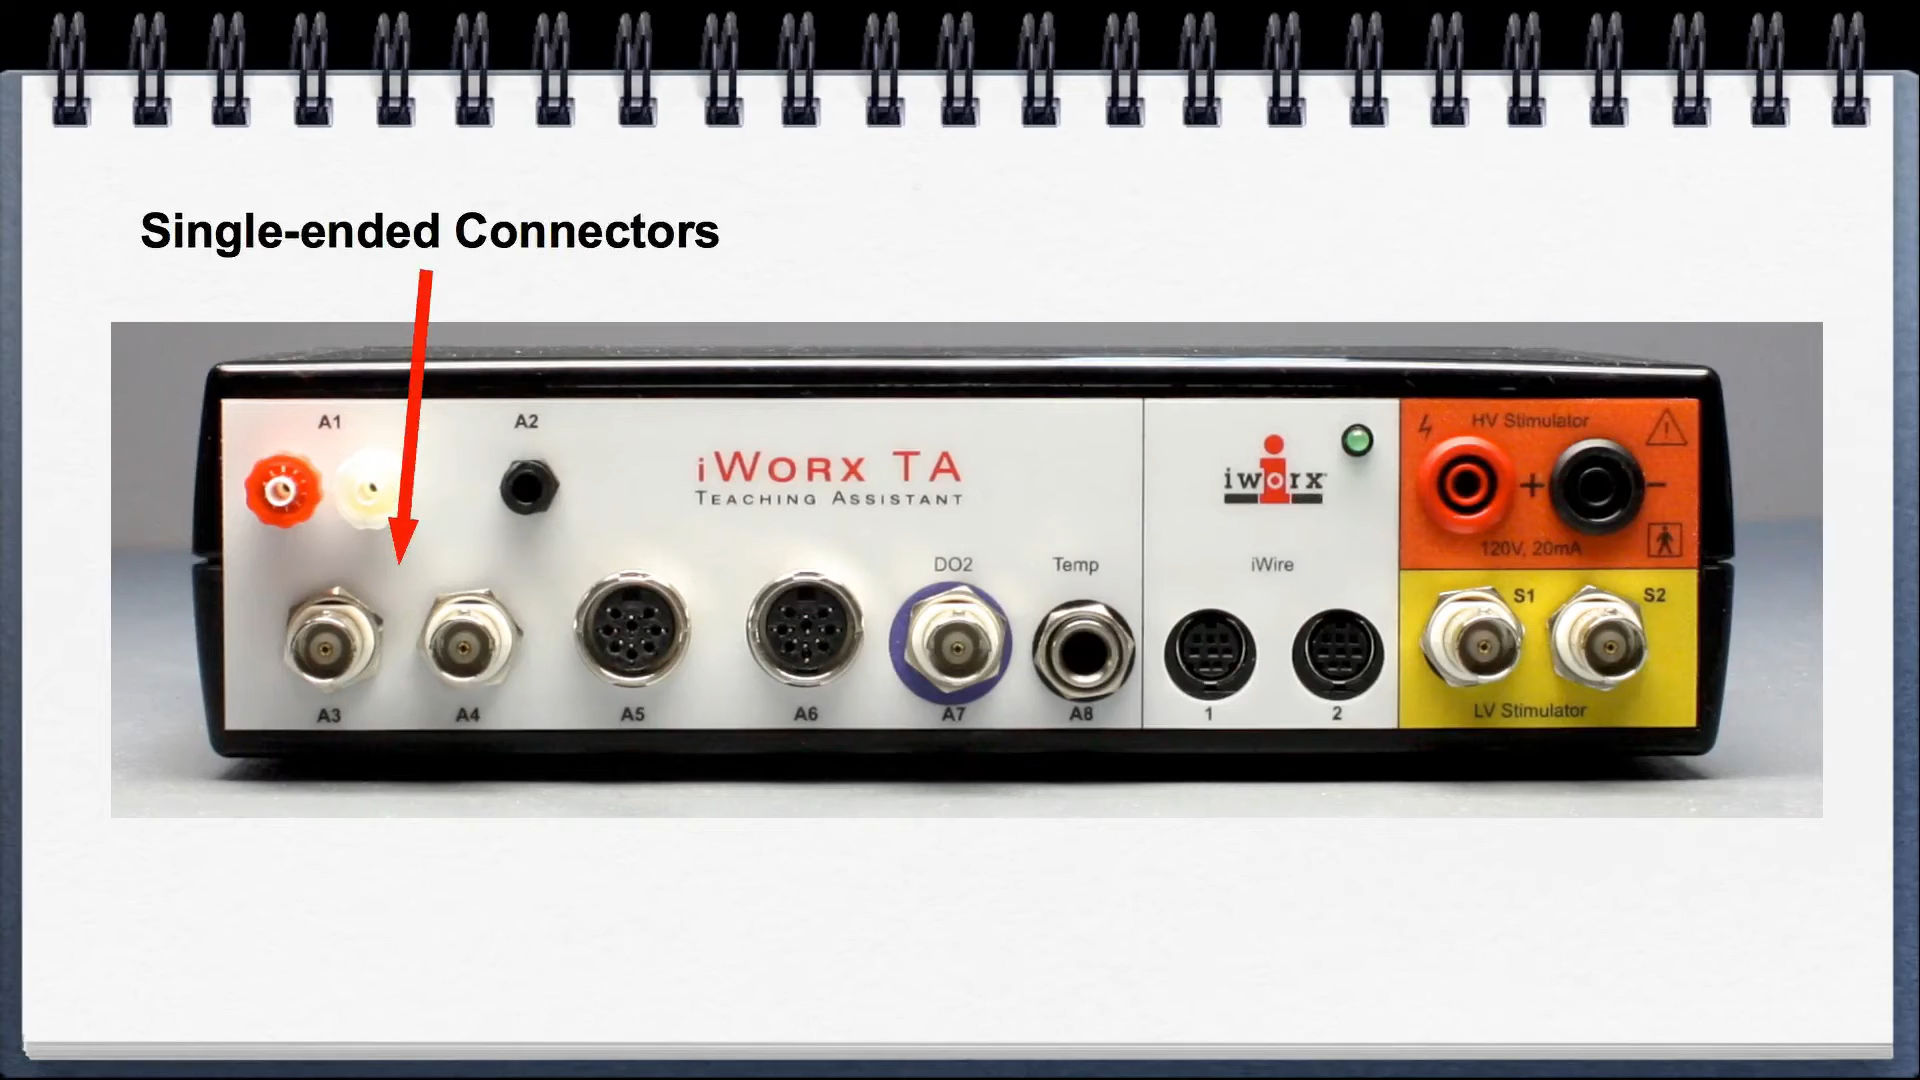 Single-ended Connectors
A1
A2
iWORX TA
TEACHING ASSISTANT
iworx
HV Stimulator
+
−
120V, 20mA
DO2
Temp
iWire
S1
S2
A3
A4
A5
A6
A7
A8
1
2
LV Stimulator